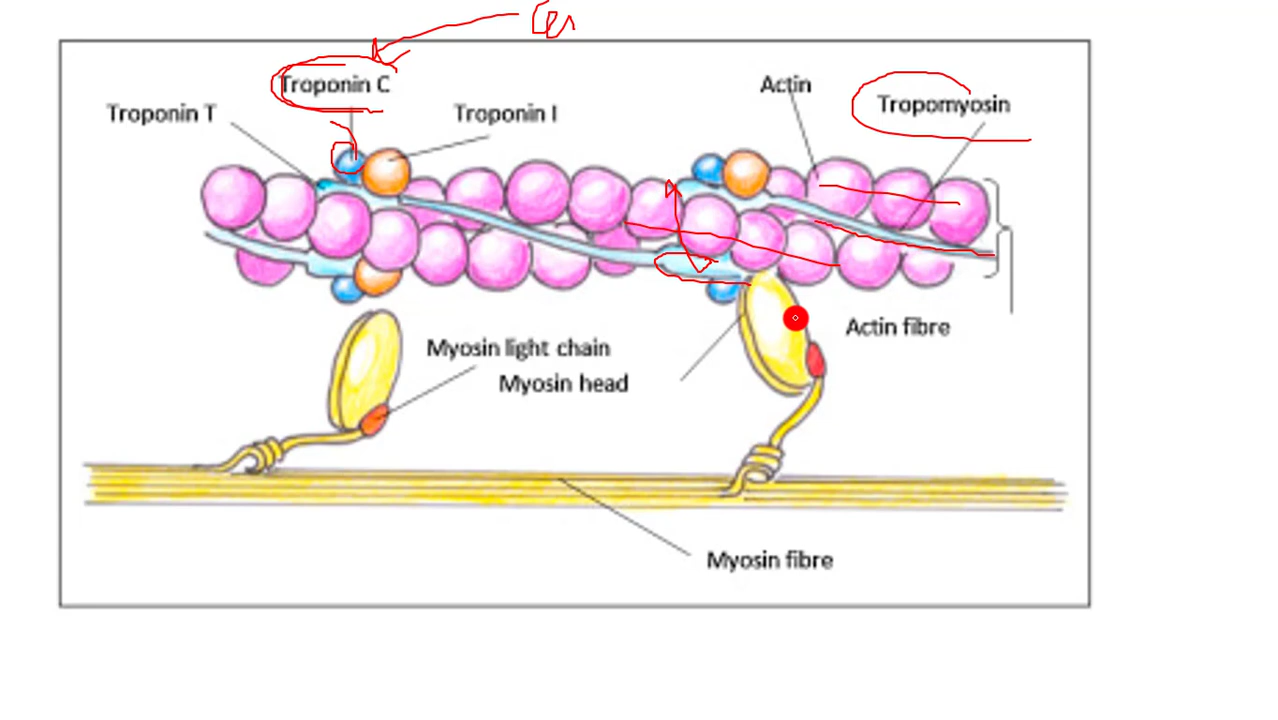 Troponin C
Actin
Tropomyosin
Troponin T
Troponin I
Actin fibre
Myosin light chain
Myosin head
Myosin fibre